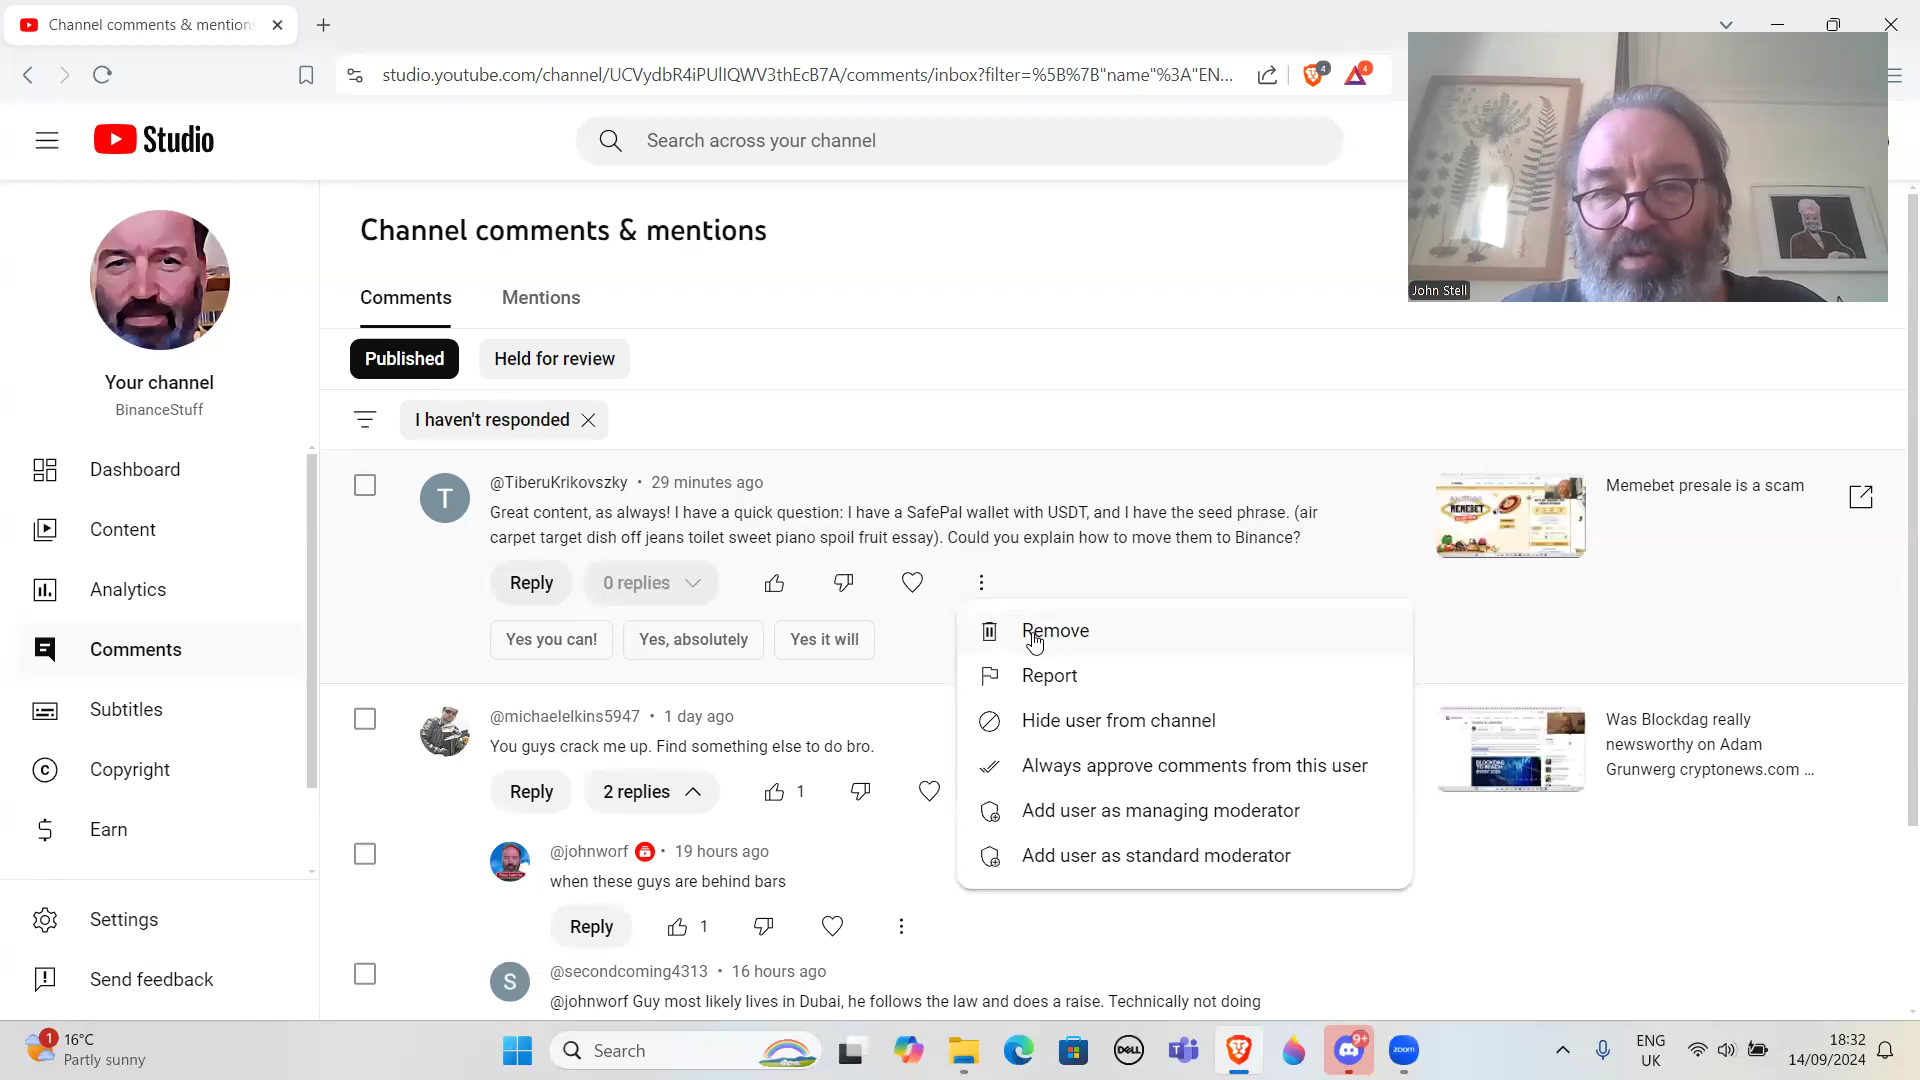 Channel comments & mentions
studio.youtube.com/channel/UCVydbR4iPUlIQWV3thEcB7A/comments/inbox?filter=%5B%7B"name"%3A"EN...
4
4
Studio
Search across your channel
John Stell
Your channel
BinanceStuff
Dashboard
Content
Analytics
Comments
Subtitles
Copyright
Earn
Settings
Send feedback
Channel comments & mentions
Comments
Mentions
Published
Held for review
I haven't responded
T
@TiberuKrikovszky • 29 minutes ago
Great content, as always! I have a quick question: I have a SafePal wallet with USDT, and I have the seed phrase. (air
carpet target dish off jeans toilet sweet piano spoil fruit essay). Could you explain how to move them to Binance?
Reply
0 replies
Yes you can!
Yes, absolutely
Yes it will
Memebet presale is a scam
Remove
Report
Hide user from channel
Always approve comments from this user
Add user as managing moderator
Add user as standard moderator
@michaelelkins5947 • 1 day ago
You guys crack me up. Find something else to do bro.
Reply
2 replies
1
Was Blockdag really
newsworthy on Adam
Grunwerg cryptonews.com ...
@johnworf • 19 hours ago
when these guys are behind bars
Reply
1
S
@secondcoming4313 • 16 hours ago
@johnworf Guy most likely lives in Dubai, he follows the law and does a raise. Technically not doing
1
16°C
Partly sunny
Search
DELL
9+
zoom
ENG
UK
18:32
14/09/2024